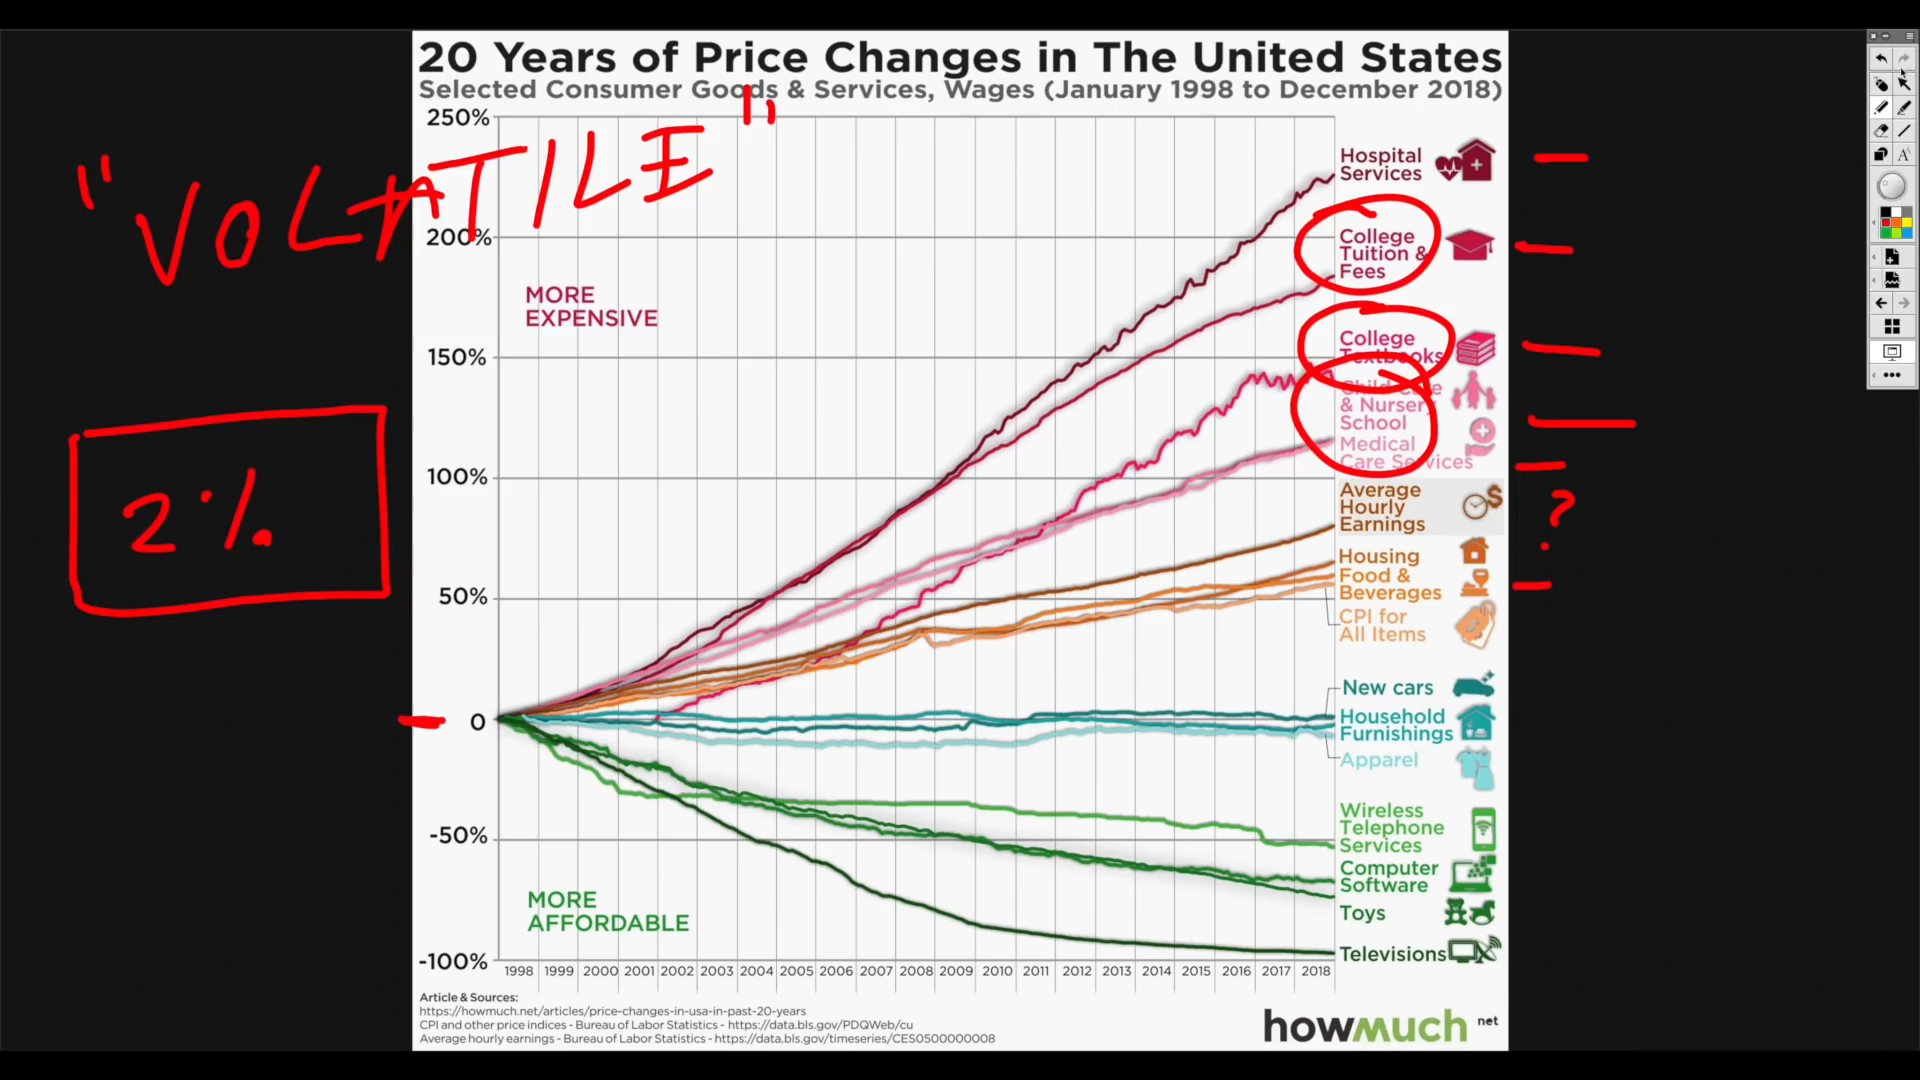 20 Years of Price Changes in The United States
Selected Consumer Goods & Services, Wages (January 1998 to December 2018)
"VOLATILE"
2%
250%
200%
150%
100%
50%
0
-50%
-100%
MORE
EXPENSIVE
MORE
AFFORDABLE
Hospital
Services
College
Tuition &
Fees
College
Textbooks
Child Care
& Nursery
School
Medical
Care Services
Average
Hourly
Earnings
$
?
Housing
Food &
Beverages
CPI for
All Items
New cars
Household
Furnishings
Apparel
Wireless
Telephone
Services
Computer
Software
Toys
Televisions
1998 1999 2000 2001 2002 2003 2004 2005 2006 2007 2008 2009 2010 2011 2012 2013 2014 2015 2016 2017 2018
Article & Sources:
https://howmuch.net/articles/price-changes-in-usa-in-past-20-years
CPI and other price indices - Bureau of Labor Statistics - https://data.bls.gov/PDQWeb/cu
Average hourly earnings - Bureau of Labor Statistics - https://data.bls.gov/timeseries/CES0500000008
howmuch net